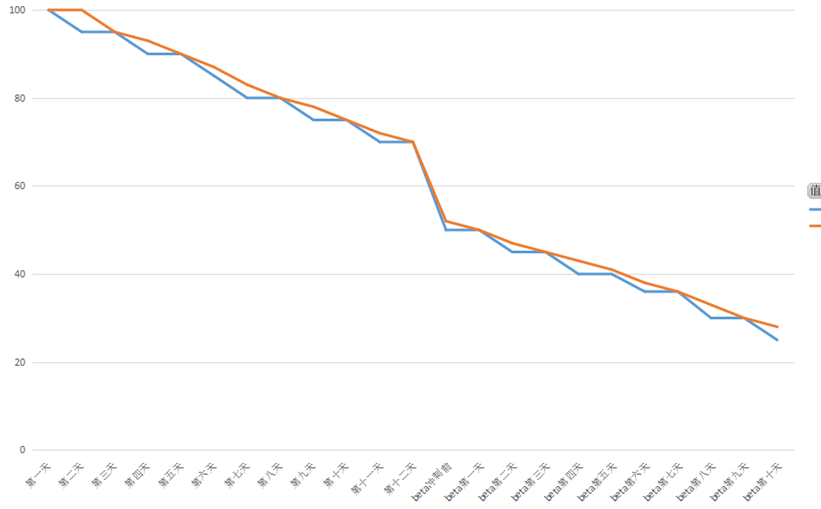 100
80
60
40
20
0
值
第一天
第二天
第三天
第四天
第五天
第六天
第七天
第八天
第九天
第十天
第十一天
第十二天
beta冲刺前
beta第一天
beta第二天
beta第三天
beta第四天
beta第五天
beta第六天
beta第七天
beta第八天
beta第九天
beta第十天